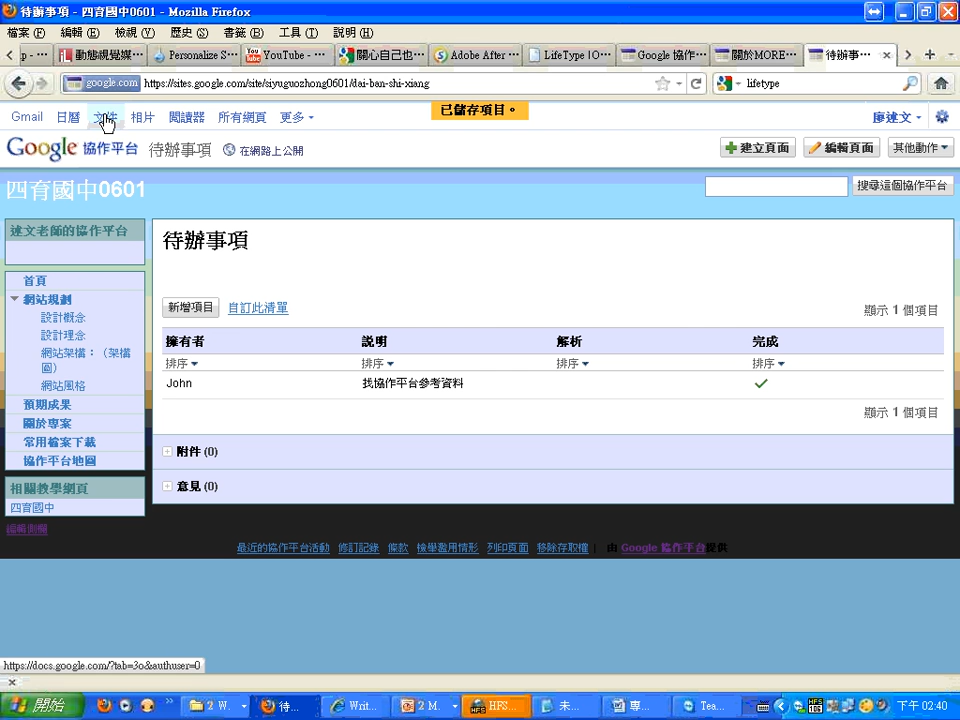 待辦事項 - 四育國中0601 - Mozilla Firefox
檔案(F) 編輯(E) 檢視(V) 歷史(S) 書籤(B) 工具(T) 說明(H)
p - ··· 動態視覺媒··· Personalize S··· YouTube - ··· 關心自己也··· Adobe After ··· LifeType IO··· Google 協作··· 關於MORE··· 待辦事···
google.com https://sites.google.com/site/siyuguozhong0601/dai-ban-shi-xiang lifetype
Gmail 日曆 文件 相片 閱讀器 所有網頁 更多
已儲存項目。
廖達文
Google 協作平台 待辦事項 在網路上公開
建立頁面 編輯頁面 其他動作
四育國中0601
搜尋這個協作平台
達文老師的協作平台
首頁
網站規劃
設計概念
設計理念
網站架構：（架構
圖）
網站風格
預期成果
關於專案
常用檔案下載
協作平台地圖
相關教學網頁
四育國中
編輯側欄
待辦事項
新增項目 自訂此清單
顯示 1 個項目
擁有者 說明 解析 完成
排序 排序 排序 排序
John 找協作平台參考資料
顯示 1 個項目
附件 (0)
意見 (0)
最近的協作平台活動 修訂記錄 條款 檢舉濫用情形 列印頁面 移除存取權 | 由 Google 協作平台提供
https://docs.google.com/?tab=3o&authuser=0
開始 2 W. 待... Writ... 2 M. HFS... 未... 專... Tea... 下午 02:40